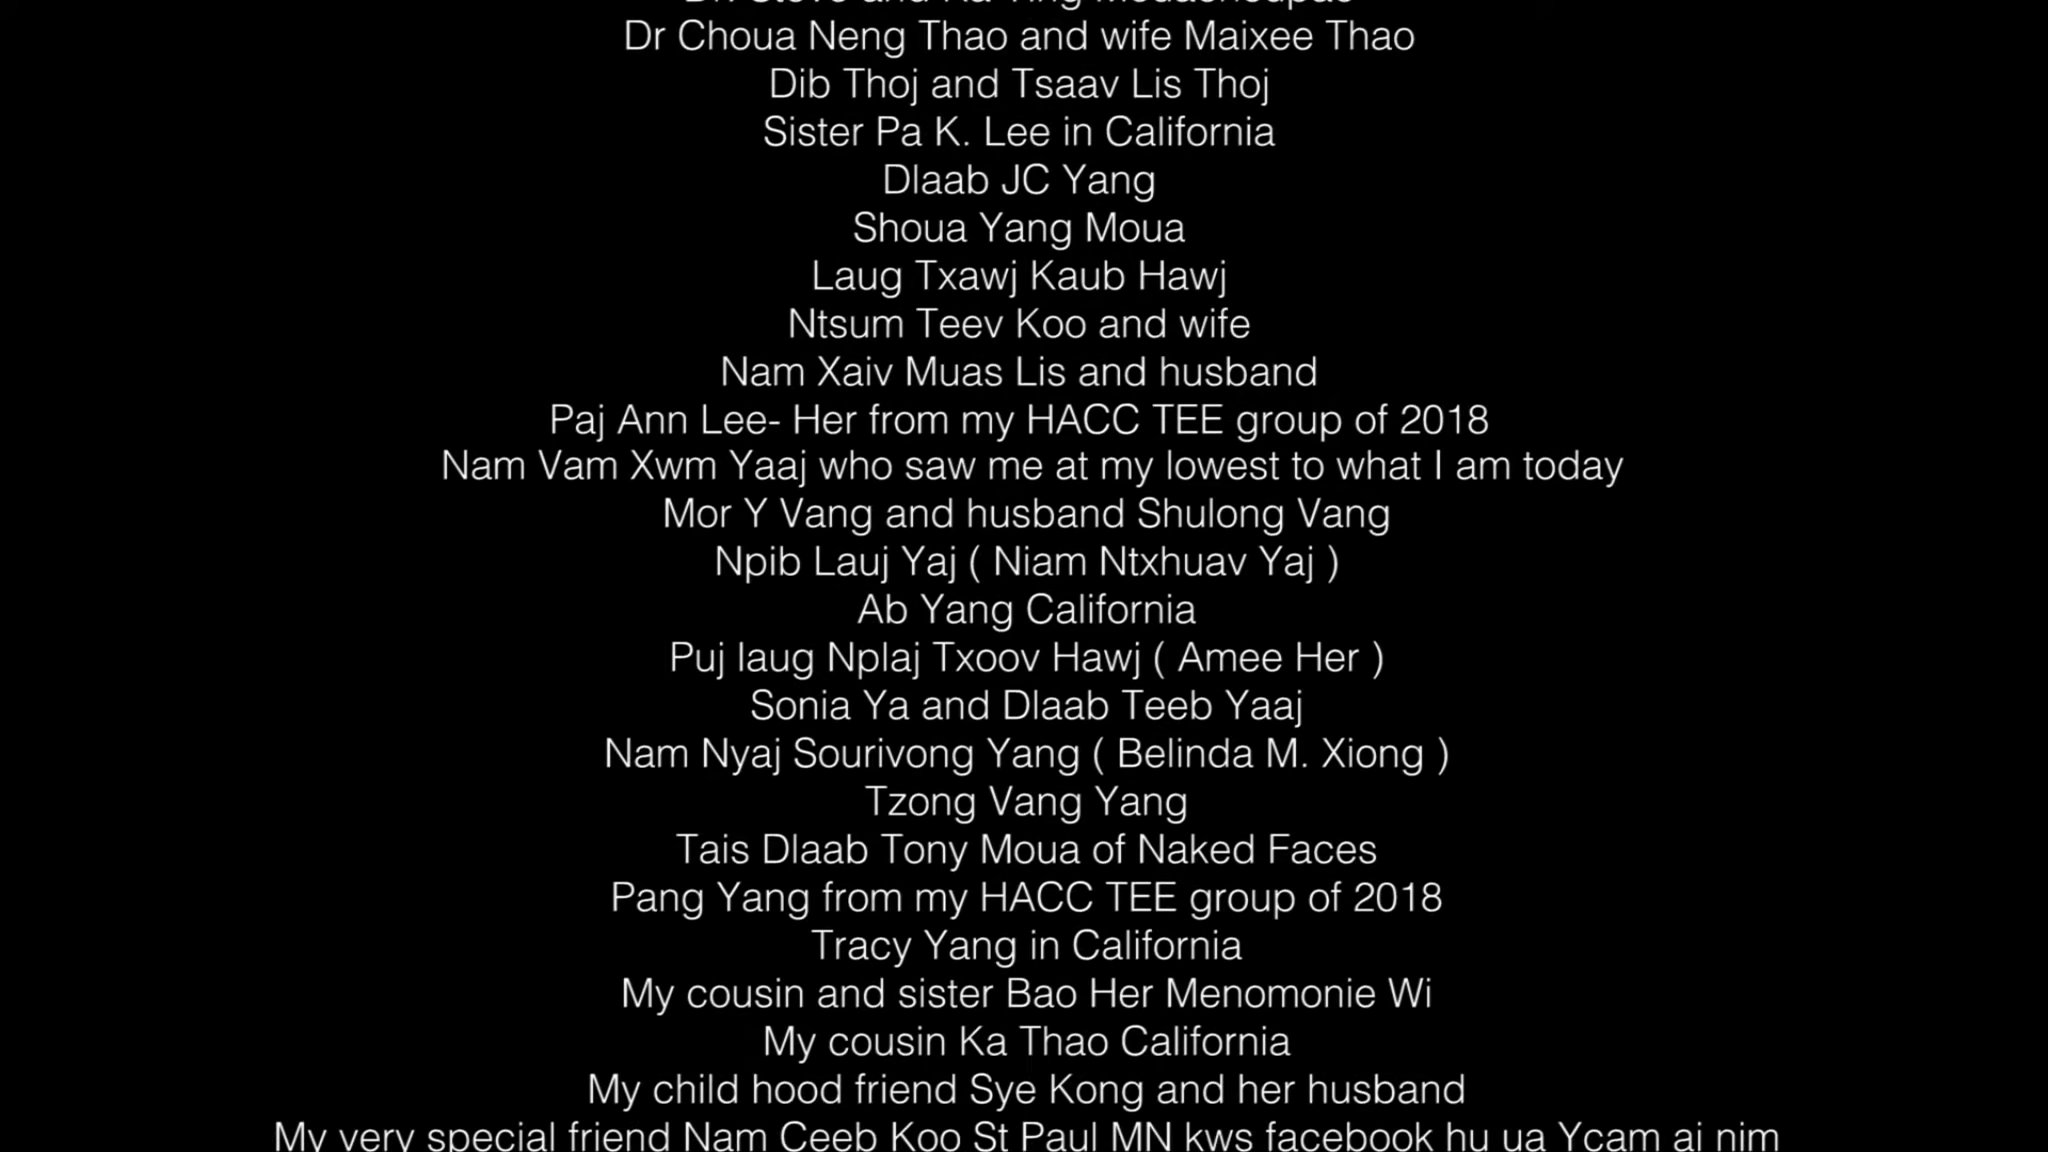 Dr Choua Neng Thao and wife Maixee Thao
Dib Thoj and Tsaav Lis Thoj
Sister Pa K. Lee in California
Dlaab JC Yang
Shoua Yang Moua
Laug Txawj Kaub Hawj
Ntsum Teev Koo and wife
Nam Xaiv Muas Lis and husband
Paj Ann Lee- Her from my HACC TEE group of 2018
Nam Vam Xwm Yaaj who saw me at my lowest to what I am today
Mor Y Vang and husband Shulong Vang
Npib Lauj Yaj ( Niam Ntxhuav Yaj )
Ab Yang California
Puj laug Nplaj Txoov Hawj ( Amee Her )
Sonia Ya and Dlaab Teeb Yaaj
Nam Nyaj Sourivong Yang ( Belinda M. Xiong )
Tzong Vang Yang
Tais Dlaab Tony Moua of Naked Faces
Pang Yang from my HACC TEE group of 2018
Tracy Yang in California
My cousin and sister Bao Her Menomonie Wi
My cousin Ka Thao California
My child hood friend Sye Kong and her husband
My very special friend Nam Ceeb Koo St Paul MN kws facebook hu ua Ycam ai nim